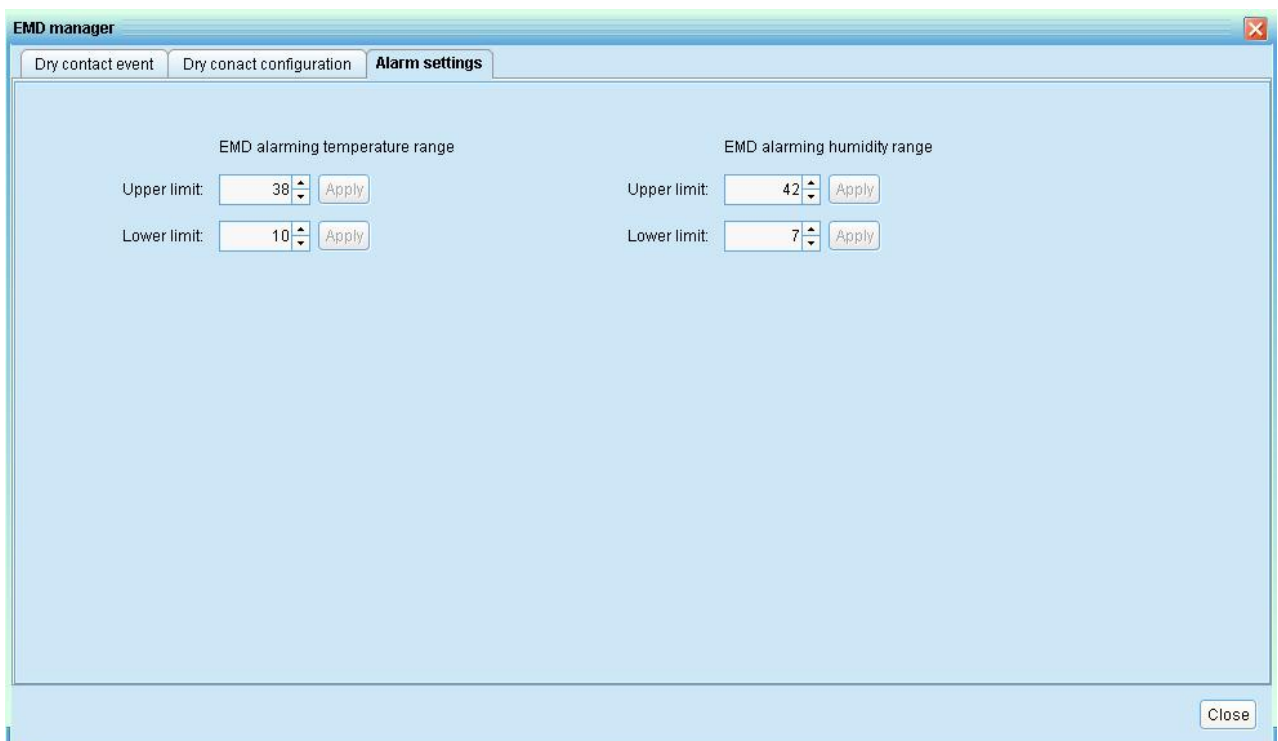 EMD manager
Dry contact event Dry conact configuration Alarm settings
EMD alarming temperature range EMD alarming humidity range
Upper limit: 38 Apply Upper limit: 42 Apply
Lower limit: 10 Apply Lower limit: 7 Apply
Close